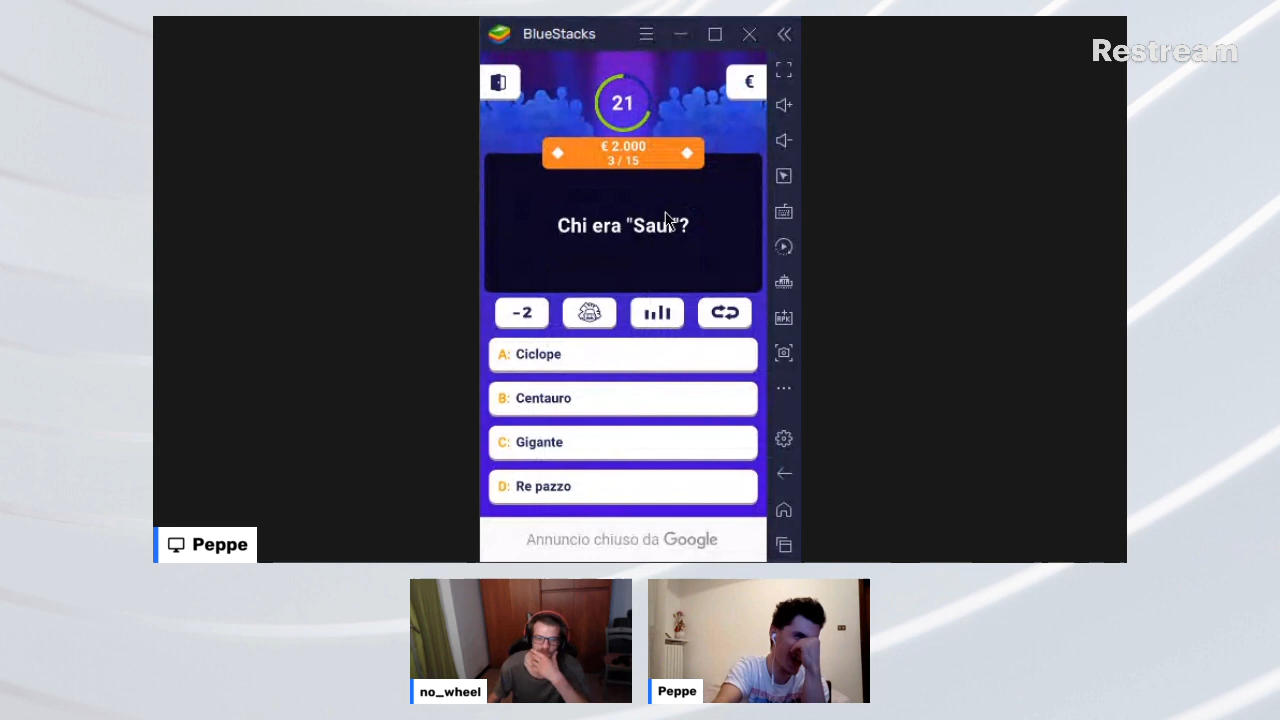 BlueStacks
Restream
€
21
€ 2.000
3 / 15
Chi era "Saul"?
-2
A: Ciclope
B: Centauro
C: Gigante
D: Re pazzo
Annuncio chiuso da Google
Peppe
no_wheel
Peppe